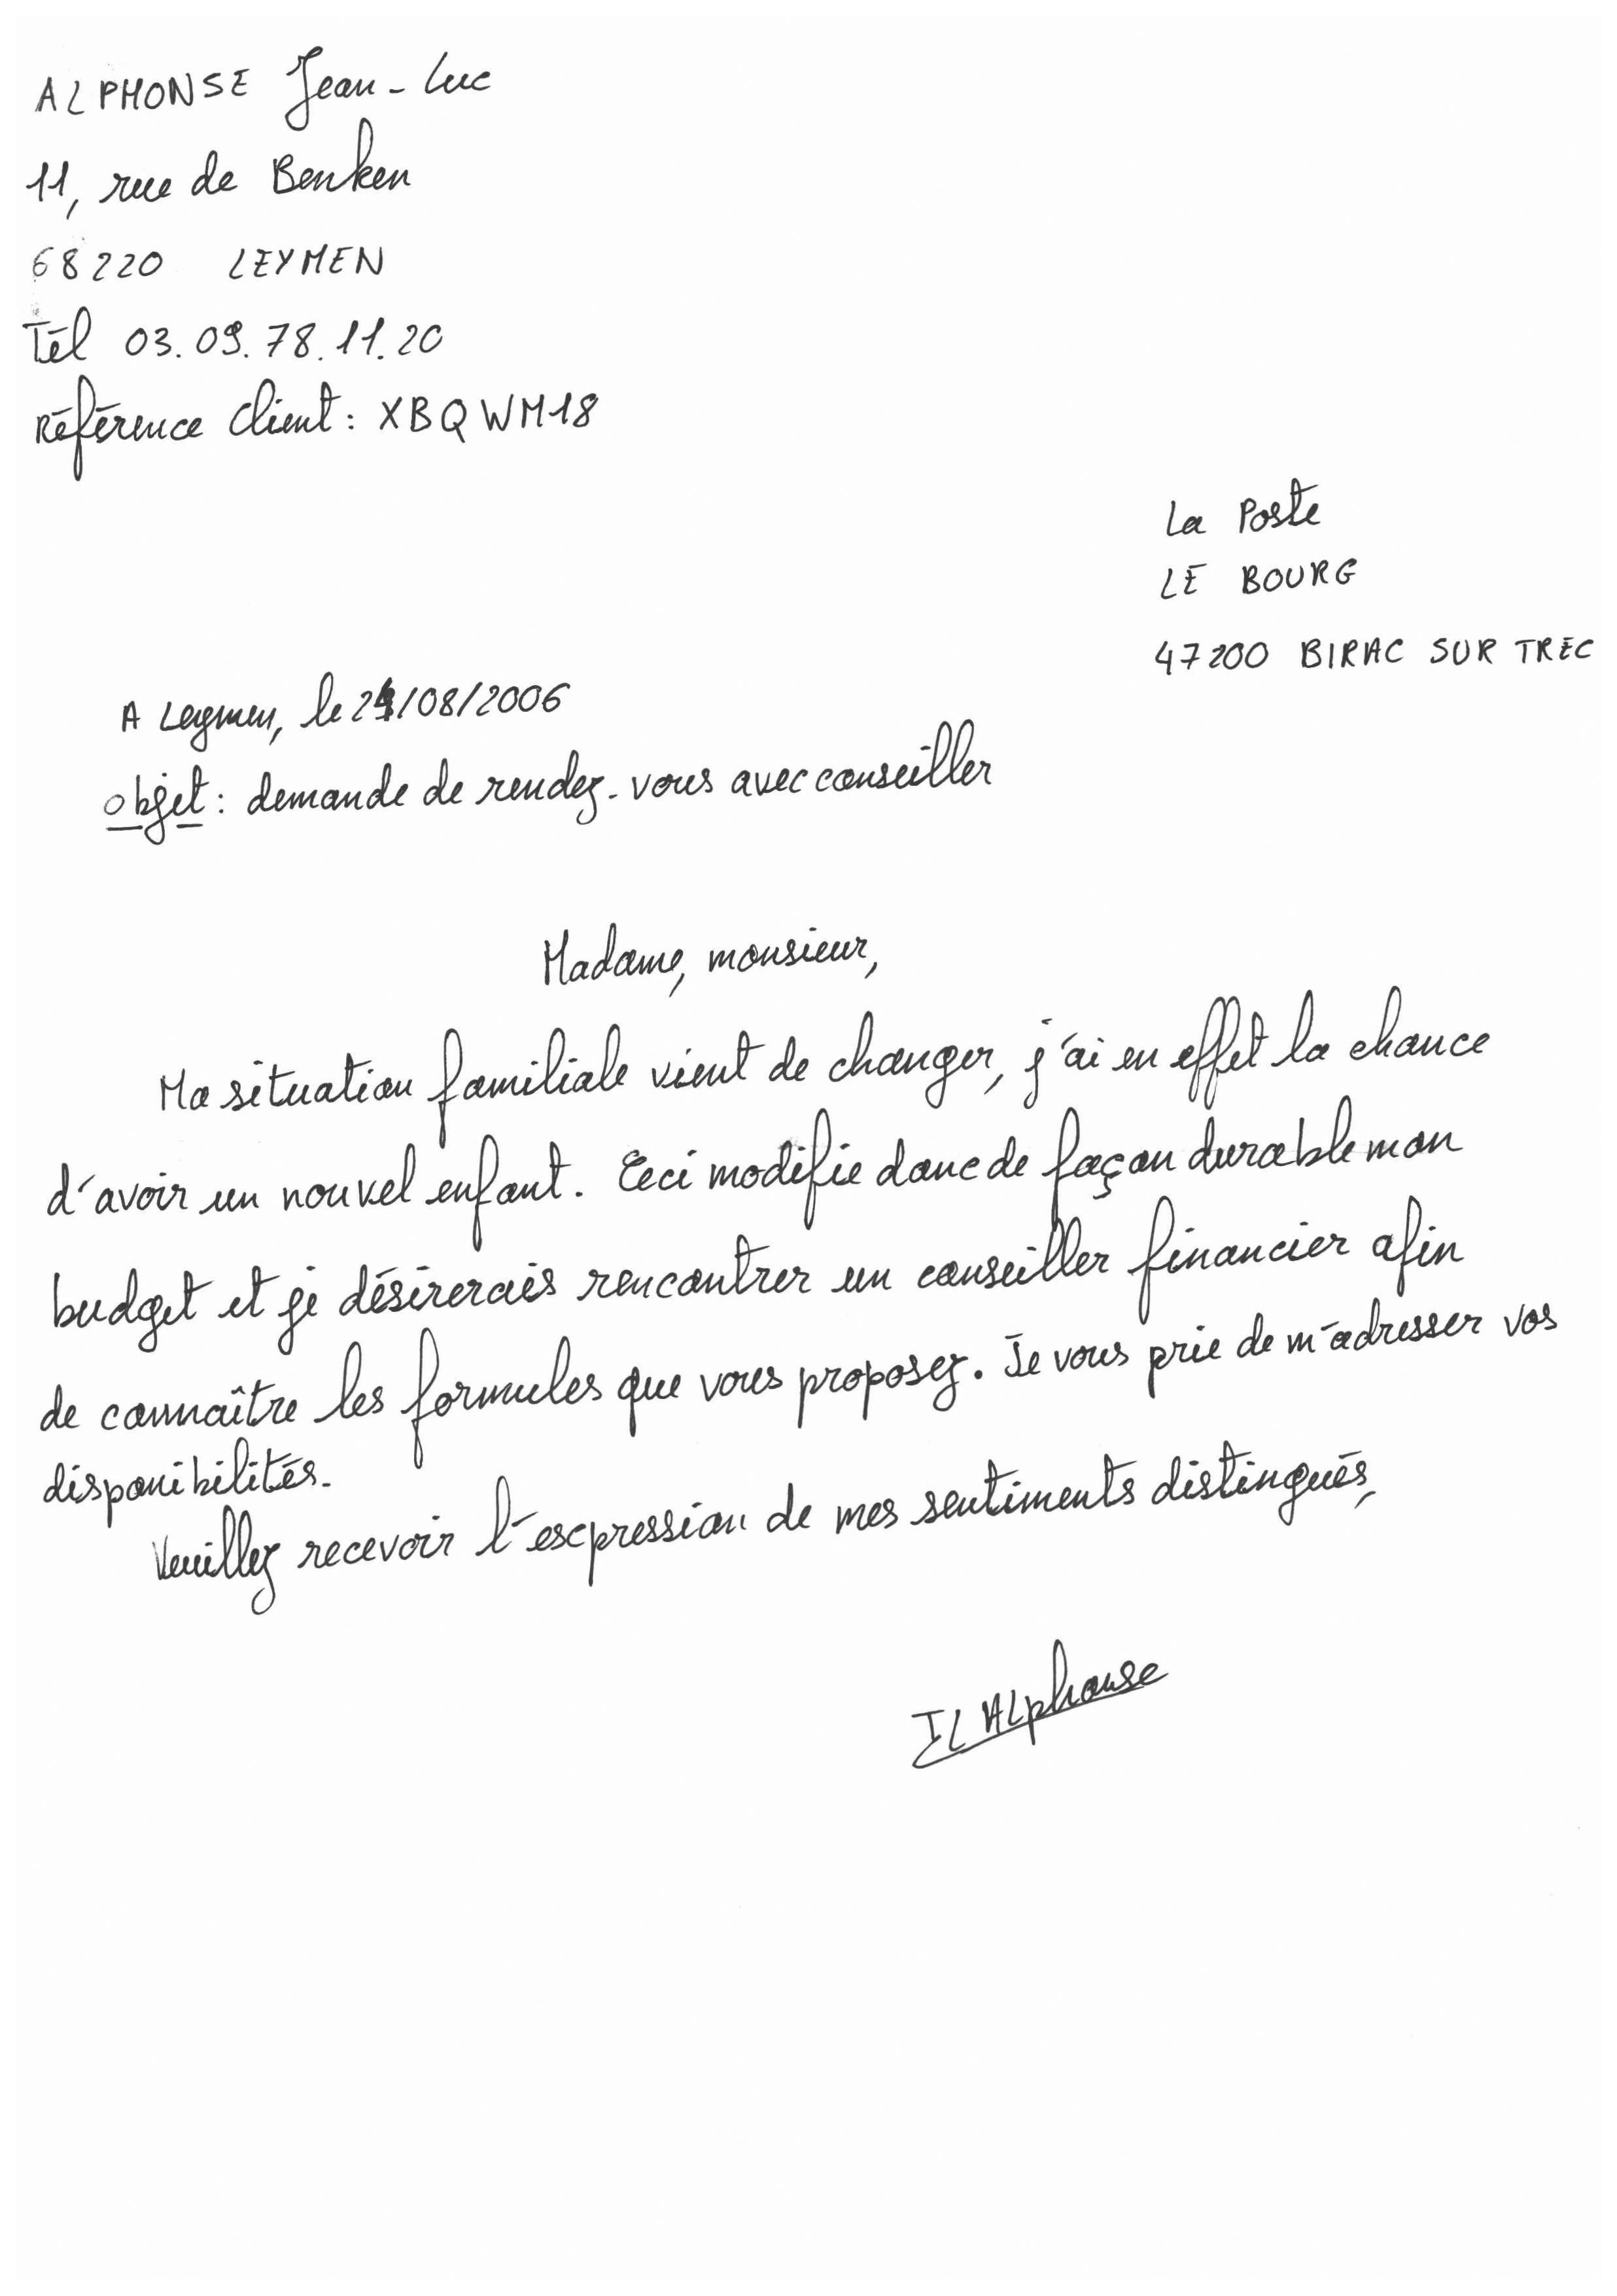 ALPHONSE Jean-Luc
11, rue de Benken
68220 LEYMEN
Tél 03.09.78.11.20
Référence client : XBQWM18
La Poste
LE BOURG
47200 BIRAC SUR TREC
A Leymen, le /08/2006
objet : demande de rendez-vous avec conseiller
Madame, monsieur,
Ma situation familiale vient de changer, j'ai en effet la chance
d'avoir un nouvel enfant. Ceci modifie donc de façon durable mon
budget et je désirerais rencontrer un conseiller financier afin
de connaître les formules que vous proposez. Je vous prie de m'adresser vos
disponibilités.
Veuillez recevoir l'expression de mes sentiments distingués,
JL Alphonse